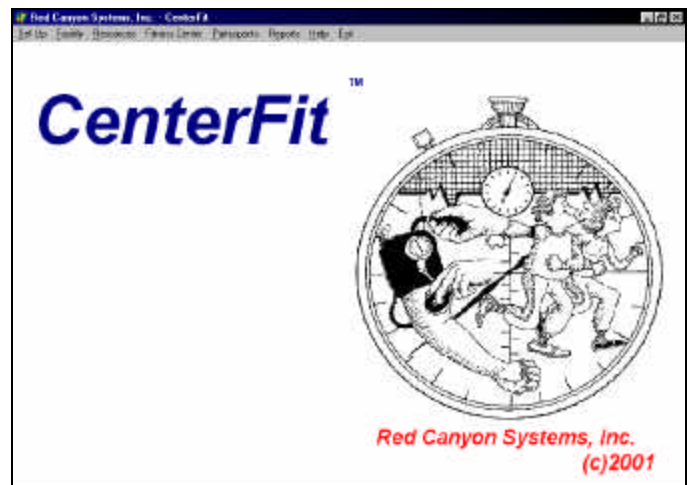 Red Canyon Systems, Inc. - CenterFit
Set Up Facility Resources Fitness Center Participants Reports Help Exit
TM
CenterFit
Red Canyon Systems, Inc.
(c)2001